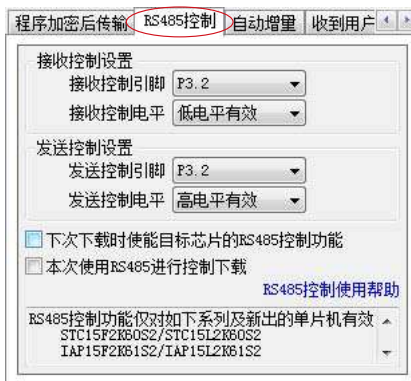 程序加密后传输 RS485控制 自动增量 收到用户
接收控制设置
接收控制引脚 P3.2
接收控制电平 低电平有效
发送控制设置
发送控制引脚 P3.2
发送控制电平 高电平有效
下次下载时使能目标芯片的RS485控制功能
本次使用RS485进行控制下载
RS485控制使用帮助
RS485控制功能仅对如下系列及新出的单片机有效
STC15F2K60S2/STC15L2K60S2
IAP15F2K61S2/IAP15L2K61S2